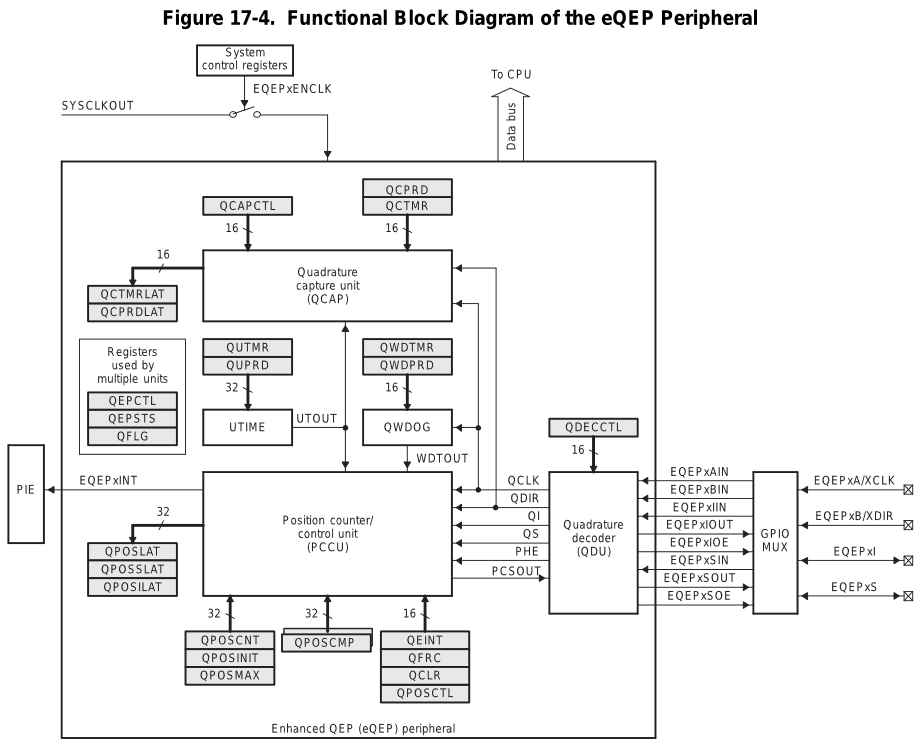 Figure 17-4. Functional Block Diagram of the eQEP Peripheral
System
control registers
To CPU
EQEPxENCLK
SYSCLKOUT
Data bus
QCPRD
QCAPCTL
QCTMR
16
16
16
Quadrature
capture unit
(QCAP)
QCTMRLAT
QCPRDLAT
Registers
used by
multiple units
QUTMR
QWDTMR
QUPRD
QWDPRD
32
16
QEPCTL
QEPSTS
QFLG
UTIME
UTOUT
QWDOG
QDECCTL
WDTOUT
16
PIE
EQEPxINT
QCLK
QDIR
QI
QS
PHE
PCSOUT
Position counter/
control unit
(PCCU)
Quadrature
decoder
(QDU)
EQEPxAIN
EQEPxBIN
EQEPxIIN
EQEPxIOUT
EQEPxIOE
EQEPxSIN
EQEPxSOUT
EQEPxSOE
GPIO
MUX
EQEPxA/XCLK
EQEPxB/XDIR
EQEPxI
EQEPxS
32
QPOSLAT
QPOSSLAT
QPOSILAT
32
32
16
QPOSCNT
QPOSINIT
QPOSMAX
QPOSCMP
QEINT
QFRC
QCLR
QPOSCTL
Enhanced QEP (eQEP) peripheral